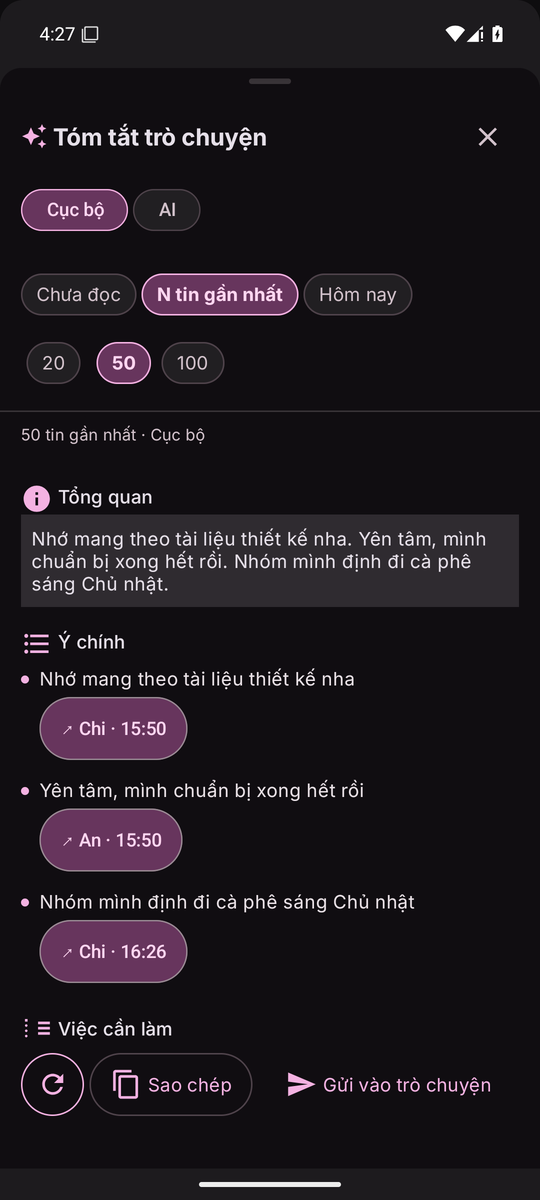 4:27
Tóm tắt trò chuyện
Cục bộ
AI
Chưa đọc
N tin gần nhất
Hôm nay
20
50
100
50 tin gần nhất · Cục bộ
Tổng quan
Nhớ mang theo tài liệu thiết kế nha. Yên tâm, mình
chuẩn bị xong hết rồi. Nhóm mình định đi cà phê
sáng Chủ nhật.
Ý chính
Nhớ mang theo tài liệu thiết kế nha
↗ Chi · 15:50
Yên tâm, mình chuẩn bị xong hết rồi
↗ An · 15:50
Nhóm mình định đi cà phê sáng Chủ nhật
↗ Chi · 16:26
Việc cần làm
Sao chép
Gửi vào trò chuyện